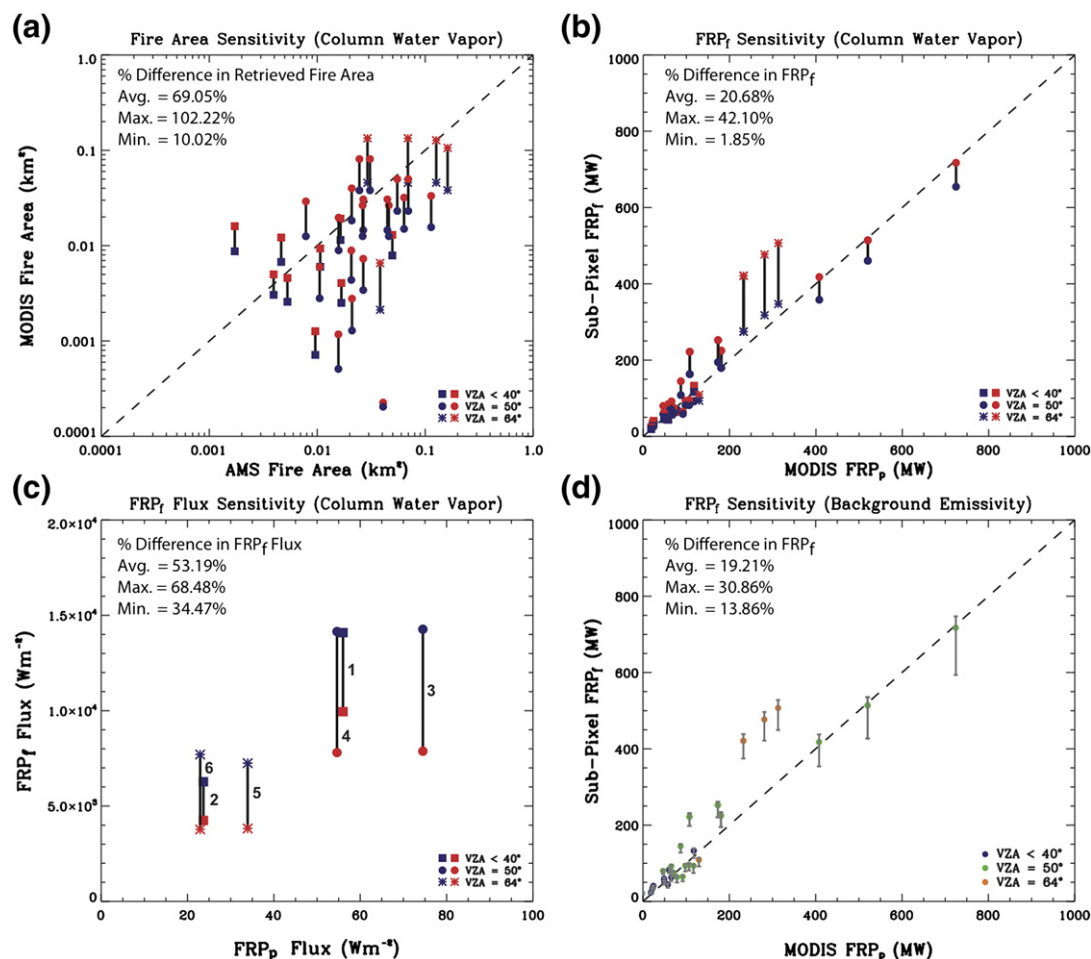 (a)
Fire Area Sensitivity (Column Water Vapor)
% Difference in Retrieved Fire Area
Avg. = 69.05%
Max. = 102.22%
Min. = 10.02%
MODIS Fire Area (km²)
1.0
0.1
0.01
0.001
0.0001
0.0001
0.001
0.01
0.1
1.0
AMS Fire Area (km²)
VZA < 40°
VZA = 50°
VZA = 64°
(b)
FRPf Sensitivity (Column Water Vapor)
% Difference in FRPf
Avg. = 20.68%
Max. = 42.10%
Min. = 1.85%
Sub-Pixel FRPf (MW)
1000
800
600
400
200
0
0
200
400
600
800
1000
MODIS FRPp (MW)
VZA < 40°
VZA = 50°
VZA = 64°
(c)
FRPf Flux Sensitivity (Column Water Vapor)
% Difference in FRPf Flux
Avg. = 53.19%
Max. = 68.48%
Min. = 34.47%
FRPf Flux (Wm⁻²)
2.0×10⁴
1.5×10⁴
1.0×10⁴
5.0×10³
0
0
20
40
60
80
100
FRPp Flux (Wm⁻²)
1
3
4
6
2
5
VZA < 40°
VZA = 50°
VZA = 64°
(d)
FRPf Sensitivity (Background Emissivity)
% Difference in FRPf
Avg. = 19.21%
Max. = 30.86%
Min. = 13.86%
Sub-Pixel FRPf (MW)
1000
800
600
400
200
0
0
200
400
600
800
1000
MODIS FRPp (MW)
VZA < 40°
VZA = 50°
VZA = 64°